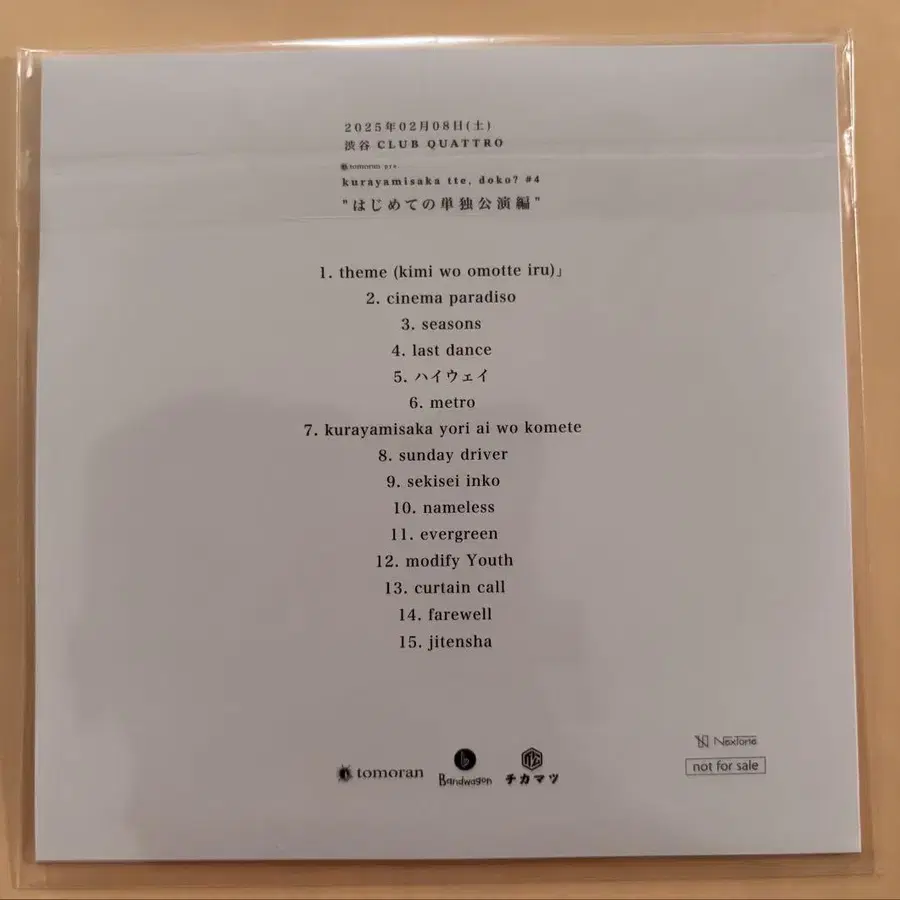 2025年02月08日(土)
渋谷 CLUB QUATTRO
tomoran pre.
kurayamisaka tte, doko? #4
"はじめての単独公演編"
1. theme (kimi wo omotte iru)」
2. cinema paradiso
3. seasons
4. last dance
5. ハイウェイ
6. metro
7. kurayamisaka yori ai wo komete
8. sunday driver
9. sekisei inko
10. nameless
11. evergreen
12. modify Youth
13. curtain call
14. farewell
15. jitensha
NexTone
not for sale
tomoran
Bandwagon
チカマツ